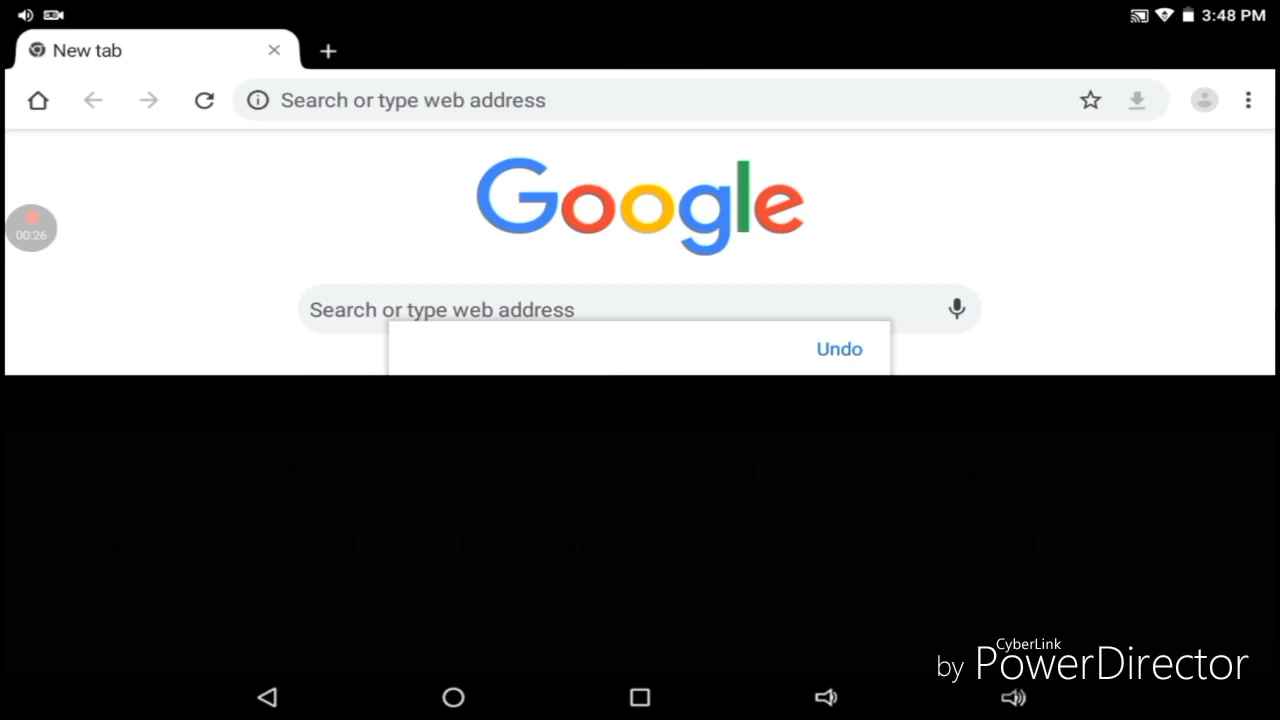 3:48 PM
New tab
Search or type web address
Google
00:26
Search or type web address
Undo
CyberLink
by PowerDirector